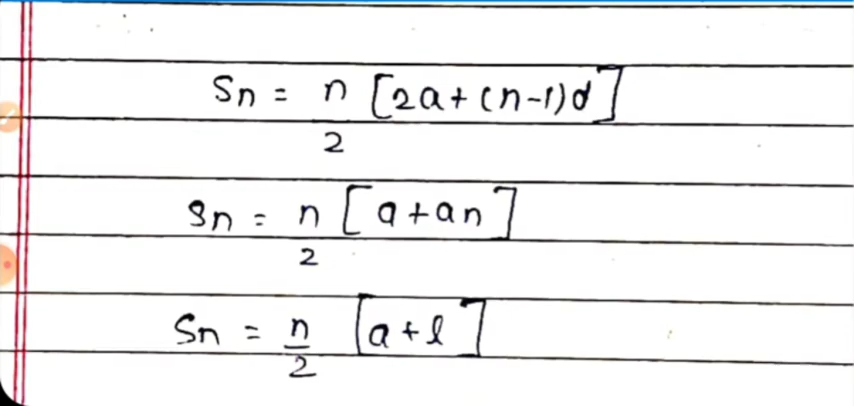 Sn = n/2 [2a+(n-1)d]
Sn = n/2 [a+an]
Sn = n/2 [a+l]